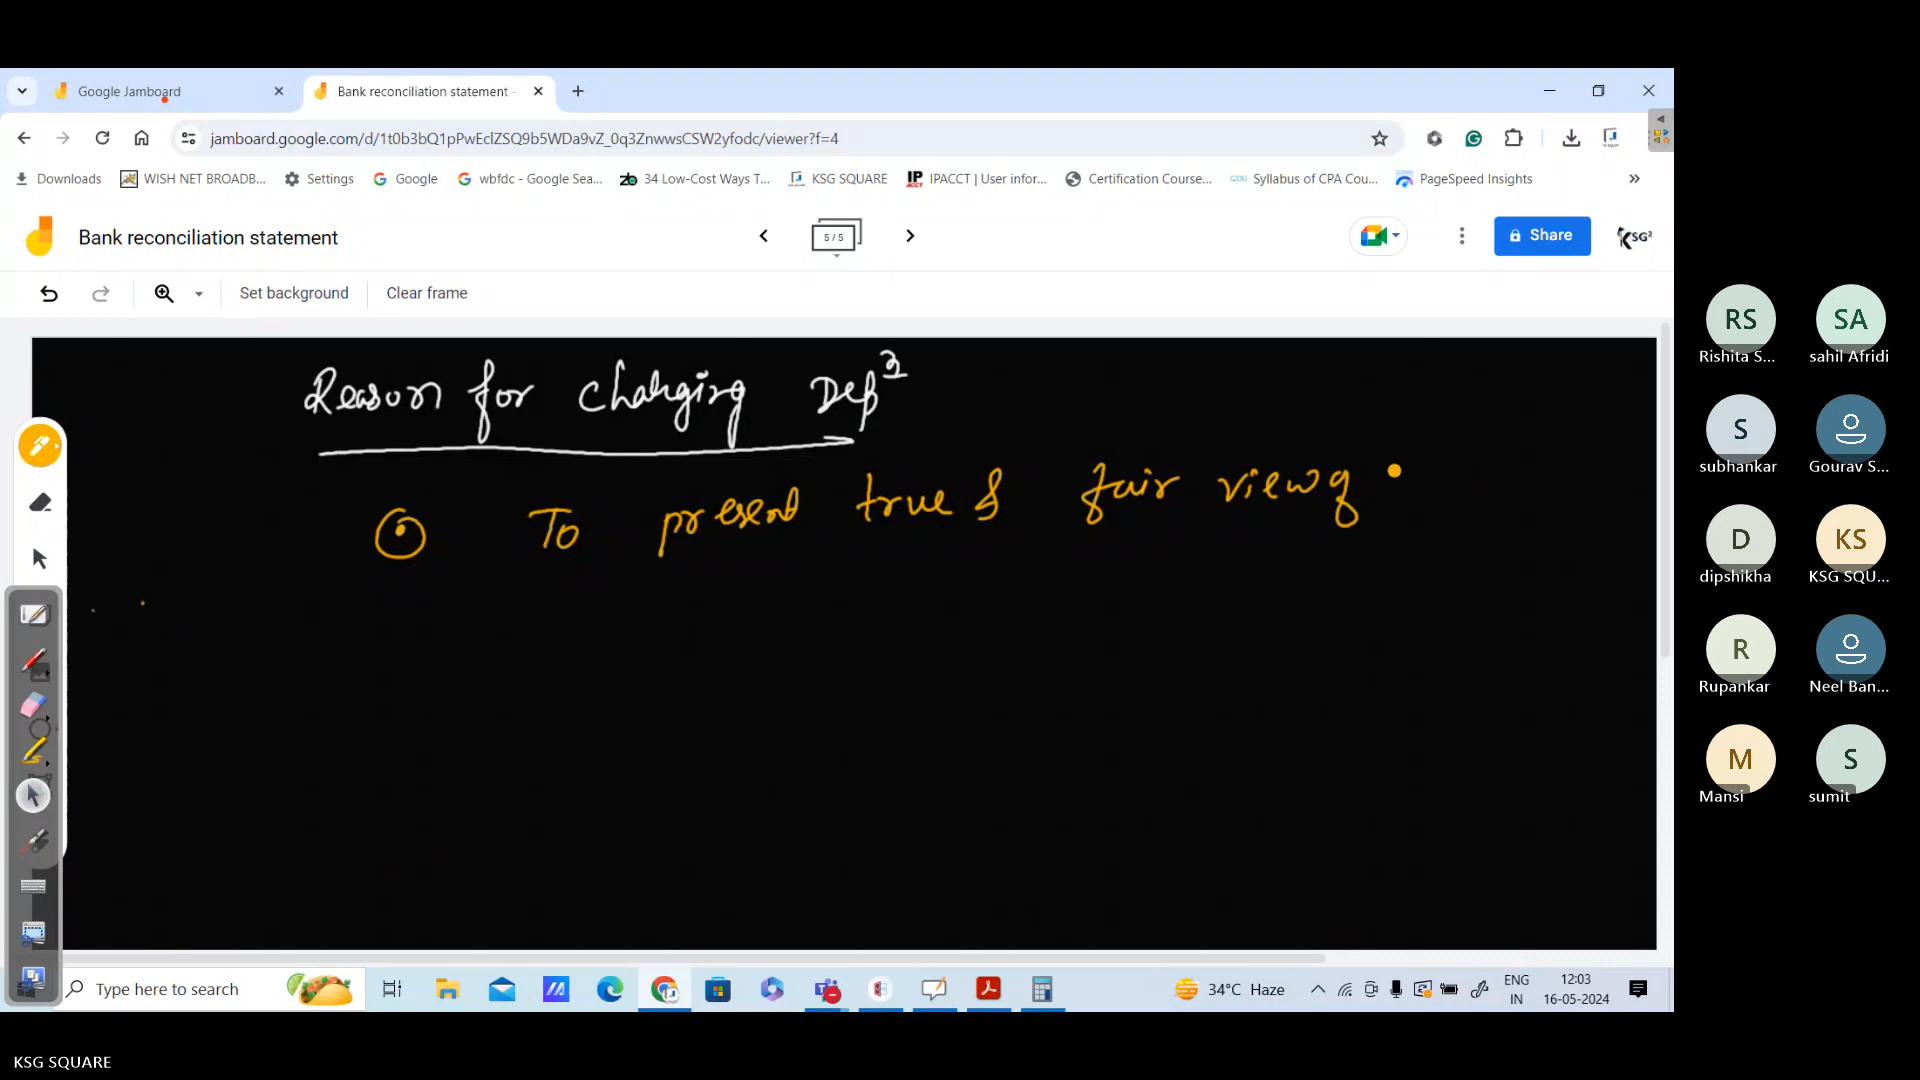 Google Jamboard
Bank reconciliation statement -
jamboard.google.com/d/1t0b3bQ1pPwEclZSQ9b5WDa9vZ_0q3ZnwwsCSW2yfodc/viewer?f=4
Downloads WISH NET BROADB... Settings Google wbfdc - Google Sea... 34 Low-Cost Ways T... KSG SQUARE IPACCT | User infor... Certification Course... Syllabus of CPA Cou... PageSpeed Insights
Bank reconciliation statement
5 / 5
Share
KSG²
Set background Clear frame
Reason for changing Depⁿ
To present true & fair view of
RS SA
Rishita S... sahil Afridi
S
subhankar Gourav S...
D KS
dipshikha KSG SQU...
R
Rupankar Neel Ban...
M S
Mansi sumit
Type here to search
34°C Haze
ENG
IN
12:03
16-05-2024
KSG SQUARE